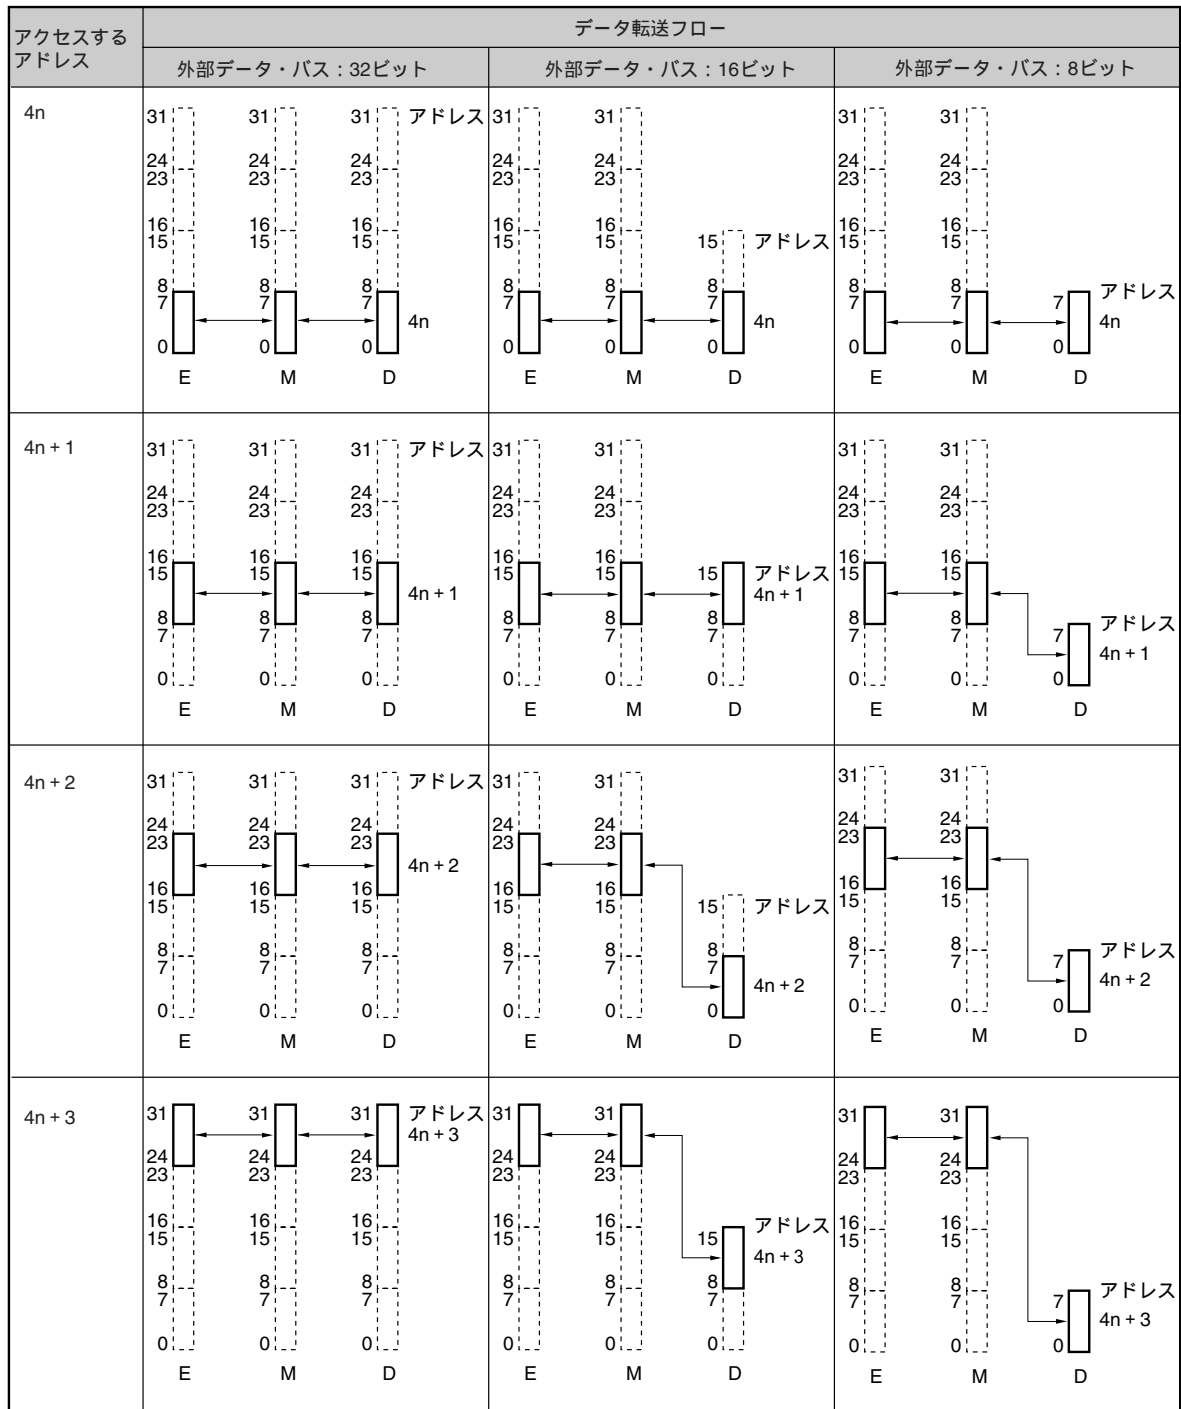 アクセスする
アドレス
データ転送フロー
外部データ・バス：32ビット 外部データ・バス：16ビット 外部データ・バス：8ビット
4n 31 31 31 アドレス 31 31 31 31
24 24 24 24 24 24 24
23 23 23 23 23 23 23
16 16 16 16 16 16 16
15 15 15 15 15 15 アドレス 15 15
8 8 8 8 8 8 8 8
7 7 7 7 7 7 7 7 7 アドレス
4n 4n 4n
0 0 0 0 0 0 0 0 0
E M D E M D E M D
4n + 1 31 31 31 アドレス 31 31 31 31
24 24 24 24 24 24 24
23 23 23 23 23 23 23
16 16 16 16 16 16 16
15 15 15 15 15 15 アドレス 15 15
4n + 1 4n + 1
8 8 8 8 8 8 8 8
7 7 7 7 7 7 7 7 7 アドレス
4n + 1
0 0 0 0 0 0 0 0 0
E M D E M D E M D
4n + 2 31 31 31 アドレス 31 31 31 31
24 24 24 24 24 24 24
23 23 23 23 23 23 23
4n + 2
16 16 16 16 16 16 16
15 15 15 15 15 15 アドレス 15 15
8 8 8 8 8 8 8 8
7 7 7 7 7 7 7 7 7 アドレス
4n + 2 4n + 2
0 0 0 0 0 0 0 0 0
E M D E M D E M D
4n + 3 31 31 31 アドレス 31 31 31 31
4n + 3
24 24 24 24 24 24 24
23 23 23 23 23 23 23
16 16 16 16 16 16 16
15 15 15 15 15 15 アドレス 15 15
4n + 3
8 8 8 8 8 8 8 8
7 7 7 7 7 7 7 7 7 アドレス
4n + 3
0 0 0 0 0 0 0 0 0
E M D E M D E M D